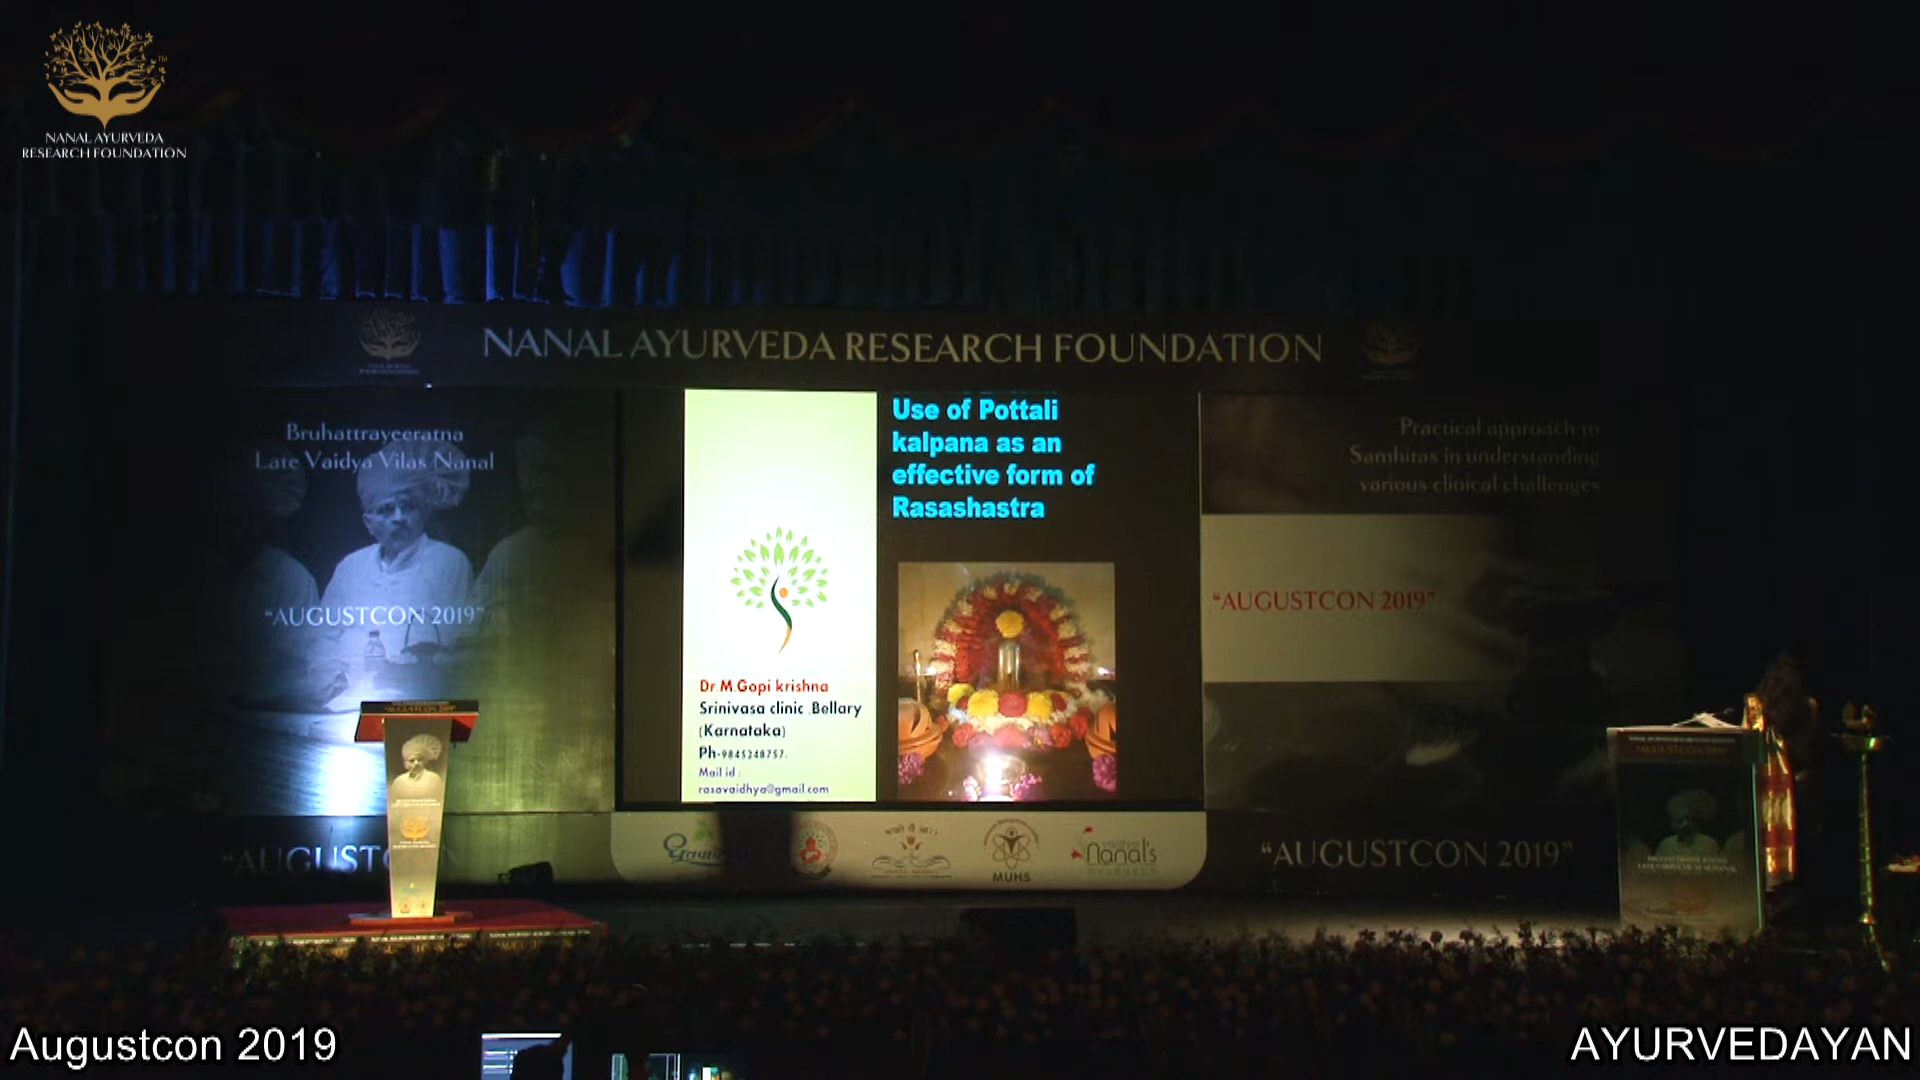 NANAL AYURVEDA
RESEARCH FOUNDATION
NANAL AYURVEDA RESEARCH FOUNDATION
Bruhattrayeeratna
Late Vaidya Vilas Nanal
"AUGUSTCON 2019"
Use of Pottali
kalpana as an
effective form of
Rasashastra
Dr.M.Gopi krishna
Srinivasa clinic .Bellary
(Karnataka)
Ph-9845248757.
Mail id :
rasavaidhya@gmail.com
Practical approach to
Samhitas in understanding
various clinical challenges
"AUGUSTCON 2019"
MUHS
Nanal's
"AUGUSTCON 2019"
Augustcon 2019
AYURVEDAYAN